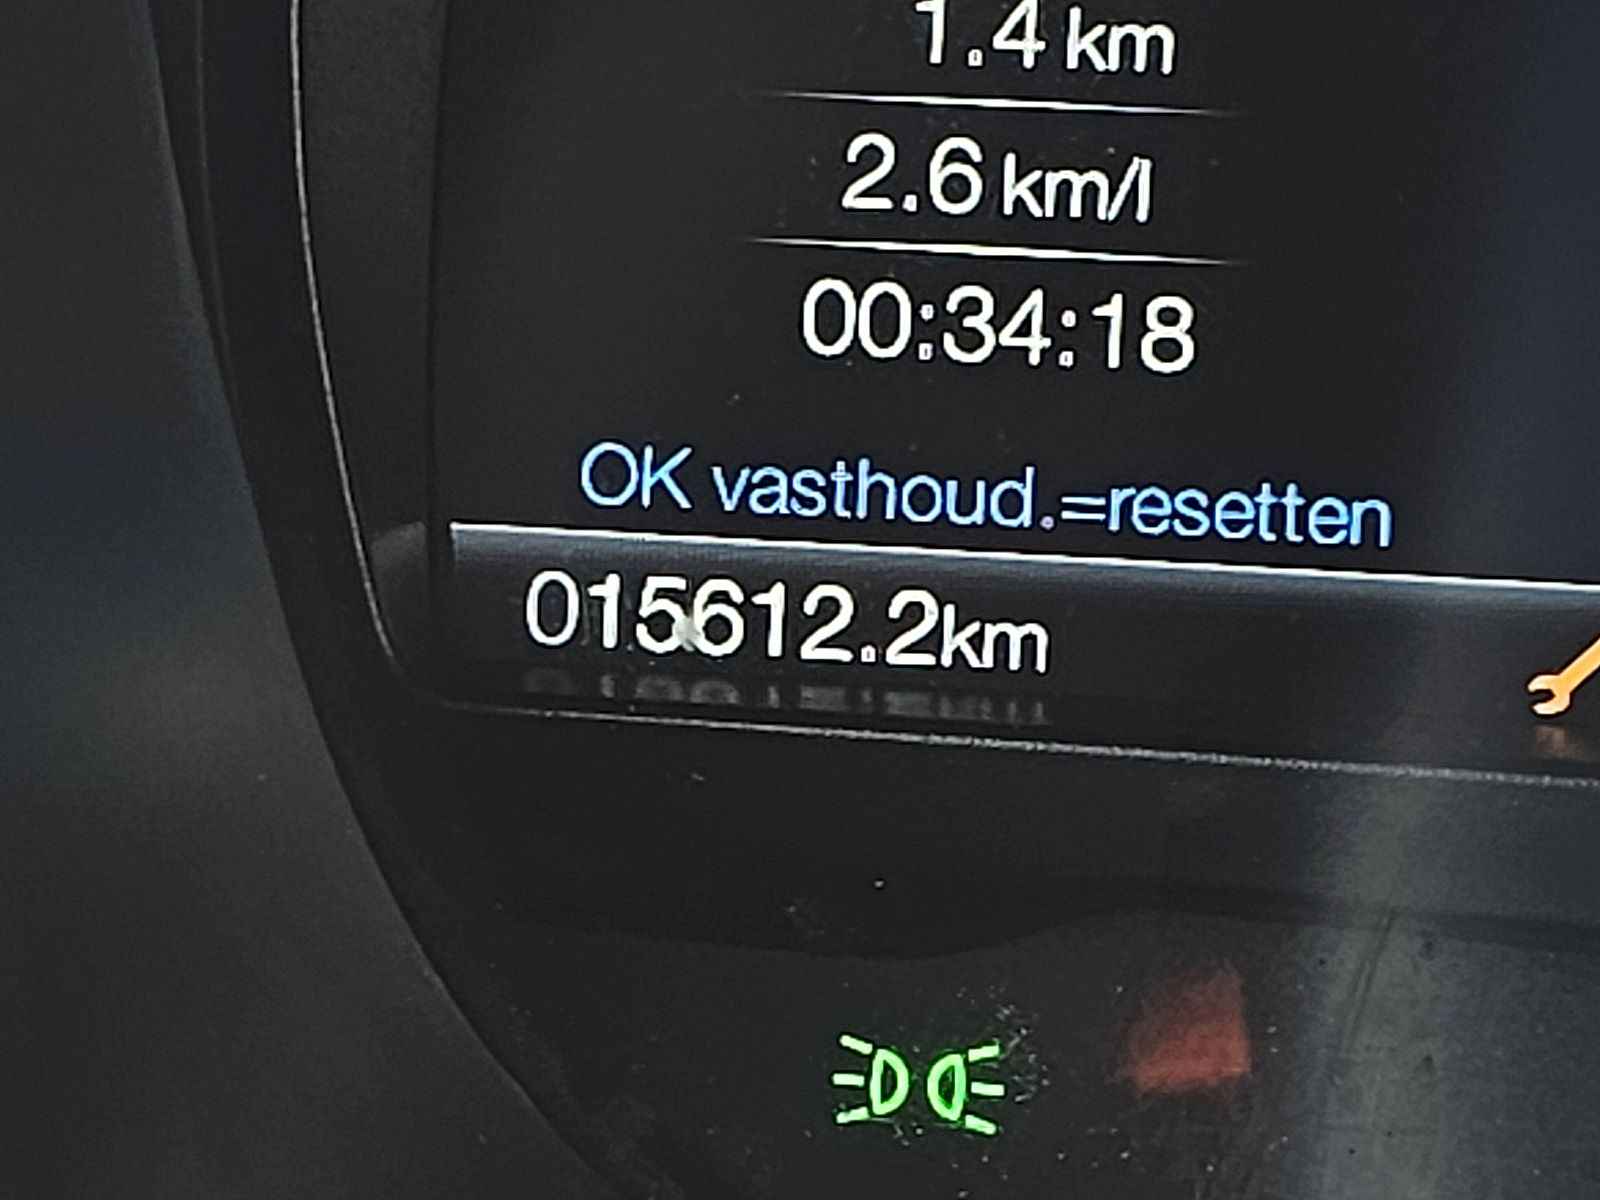 1.4 km
2.6 km/l
00:34:18
OK vasthoud.=resetten
015612.2km